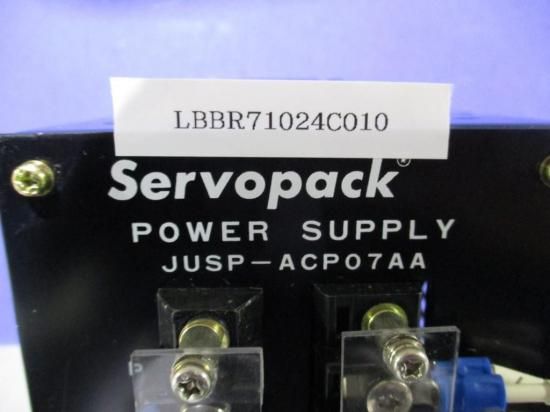 LBBR71024C010
Servopack®
POWER SUPPLY
JUSP-ACP07AA
P